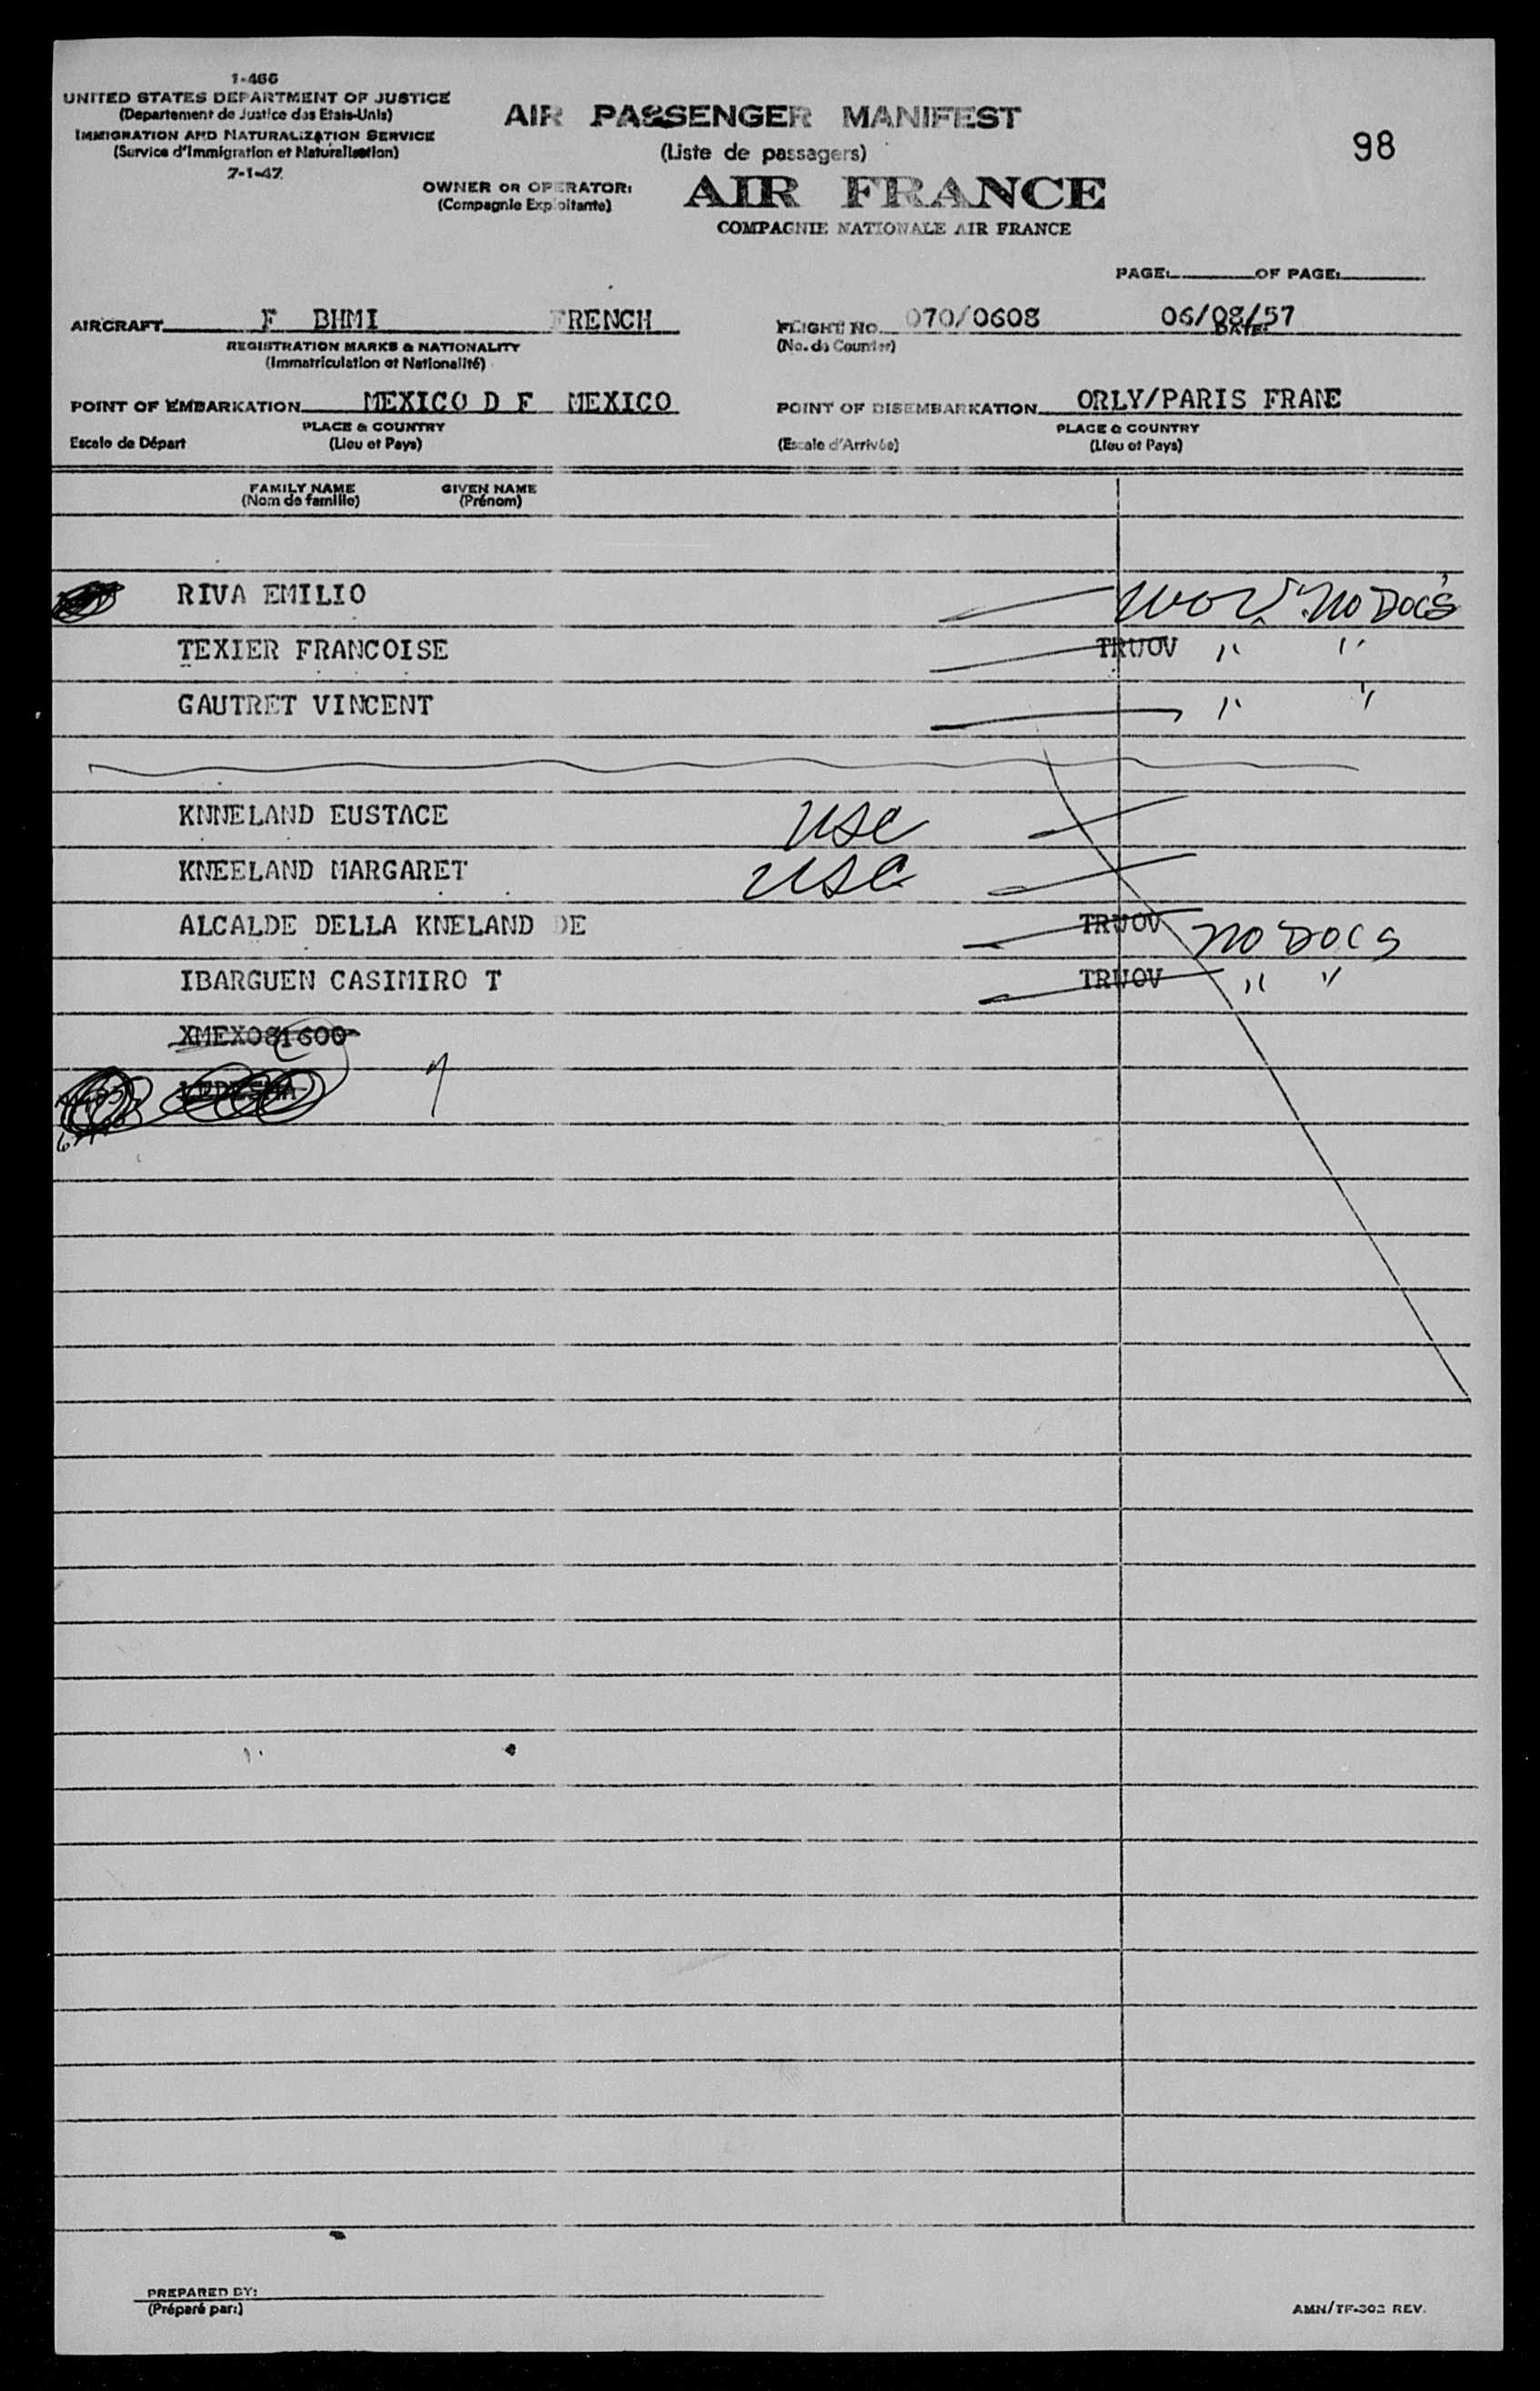 1-466
UNITED STATES DEPARTMENT OF JUSTICE
(Departement de Justice des Etats-Unis)
IMMIGRATION AND NATURALIZATION SERVICE
(Service d'Immigration et Naturalisation)
7-1-47
AIR PASSENGER MANIFEST
(Liste de passagers)
98
OWNER OR OPERATOR:
(Compagnie Exploitante)
AIR FRANCE
COMPAGNIE NATIONALE AIR FRANCE
PAGE: OF PAGE:
AIRCRAFT F BHMI FRENCH FLIGHT NO. 070/0608 06/08/57 DATE:
REGISTRATION MARKS & NATIONALITY (No. de Courrier)
(Immatriculation et Nationalité)
POINT OF EMBARKATION MEXICO D F MEXICO POINT OF DISEMBARKATION ORLY/PARIS FRANE
PLACE & COUNTRY PLACE & COUNTRY
Escale de Départ (Lieu et Pays) (Escale d'Arrivée) (Lieu et Pays)
FAMILY NAME GIVEN NAME
(Nom de famille) (Prénom)
RIVA EMILIO WOV. NO DOCS
TEXIER FRANCOISE TRUOV " "
GAUTRET VINCENT " "
KNNELAND EUSTACE USC
KNEELAND MARGARET USC
ALCALDE DELLA KNELAND DE TRUOV NO DOCS
IBARGUEN CASIMIRO T TRUOV " "
XMEX081600
LEDESMA 7
PREPARED BY:
(Préparé par:)
AMN/TF-302 REV.